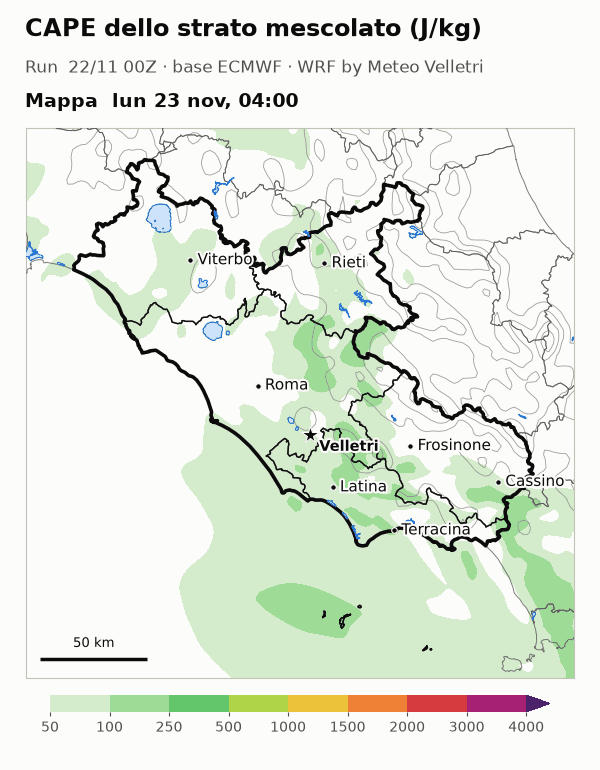 CAPE dello strato mescolato (J/kg)
Run  22/11 00Z · base ECMWF · WRF by Meteo Velletri
Mappa  lun 23 nov, 04:00
Viterbo
Rieti
Roma
Velletri
Frosinone
Latina
Cassino
Terracina
50 km
50 100 250 500 1000 1500 2000 3000 4000